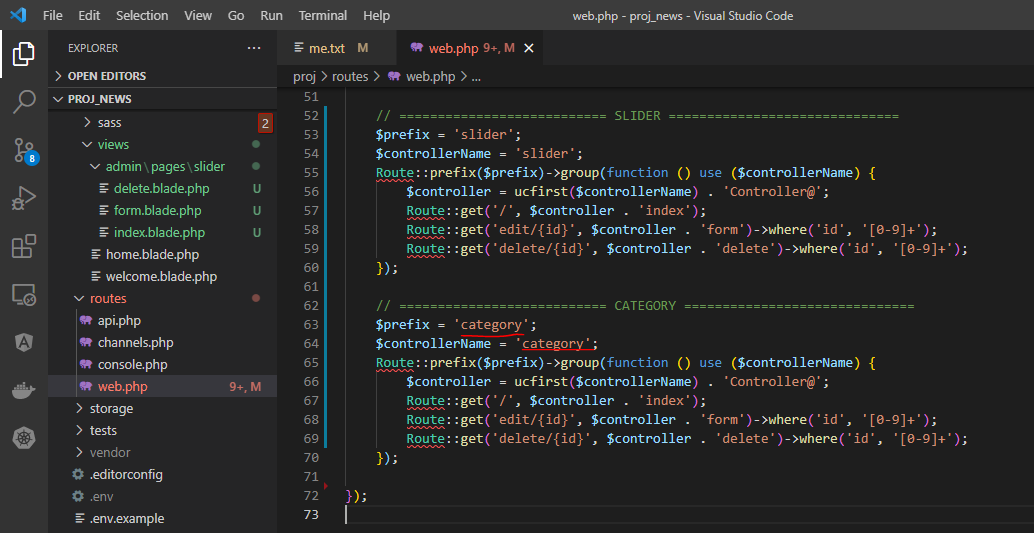 File Edit Selection View Go Run Terminal Help web.php - proj_news - Visual Studio Code
EXPLORER ...
OPEN EDITORS
PROJ_NEWS
sass 2
views
admin\pages\slider
delete.blade.php U
form.blade.php U
index.blade.php U
home.blade.php
welcome.blade.php
routes
api.php
channels.php
console.php
web.php 9+, M
storage
tests
vendor
.editorconfig
.env
.env.example
8
me.txt M web.php 9+, M
proj > routes > web.php > ...
51
52 // =========================== SLIDER ==============================
53 $prefix = 'slider';
54 $controllerName = 'slider';
55 Route::prefix($prefix)->group(function () use ($controllerName) {
56 $controller = ucfirst($controllerName) . 'Controller@';
57 Route::get('/', $controller . 'index');
58 Route::get('edit/{id}', $controller . 'form')->where('id', '[0-9]+');
59 Route::get('delete/{id}', $controller . 'delete')->where('id', '[0-9]+');
60 });
61
62 // =========================== CATEGORY ==============================
63 $prefix = 'category';
64 $controllerName = 'category';
65 Route::prefix($prefix)->group(function () use ($controllerName) {
66 $controller = ucfirst($controllerName) . 'Controller@';
67 Route::get('/', $controller . 'index');
68 Route::get('edit/{id}', $controller . 'form')->where('id', '[0-9]+');
69 Route::get('delete/{id}', $controller . 'delete')->where('id', '[0-9]+');
70 });
71
72 });
73